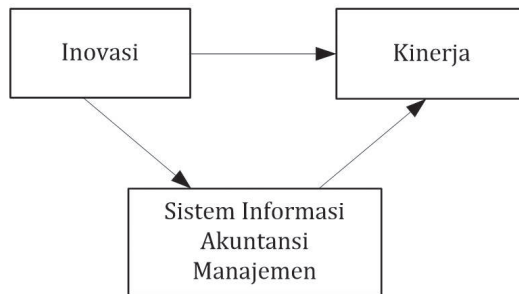 Inovasi
Kinerja
Sistem Informasi
Akuntansi
Manajemen